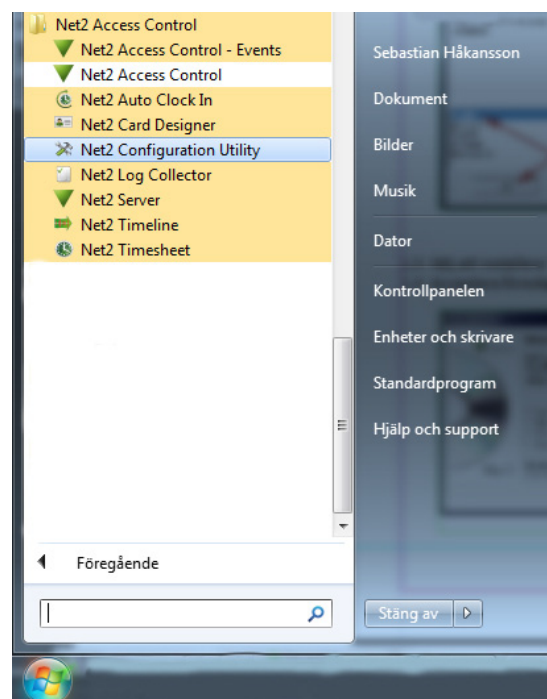 Net2 Access Control
Net2 Access Control - Events
Net2 Access Control
Net2 Auto Clock In
Net2 Card Designer
Net2 Configuration Utility
Net2 Log Collector
Net2 Server
Net2 Timeline
Net2 Timesheet
Föregående
Sebastian Håkansson
Dokument
Bilder
Musik
Dator
Kontrollpanelen
Enheter och skrivare
Standardprogram
Hjälp och support
Stäng av